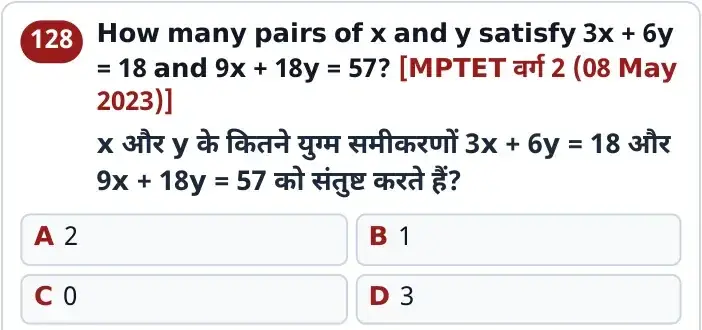 128 How many pairs of x and y satisfy 3x + 6y
= 18 and 9x + 18y = 57? [MPTET वर्ग 2 (08 May
2023)]
x और y के कितने युग्म समीकरणों 3x + 6y = 18 और
9x + 18y = 57 को संतुष्ट करते हैं?
A 2
B 1
C 0
D 3